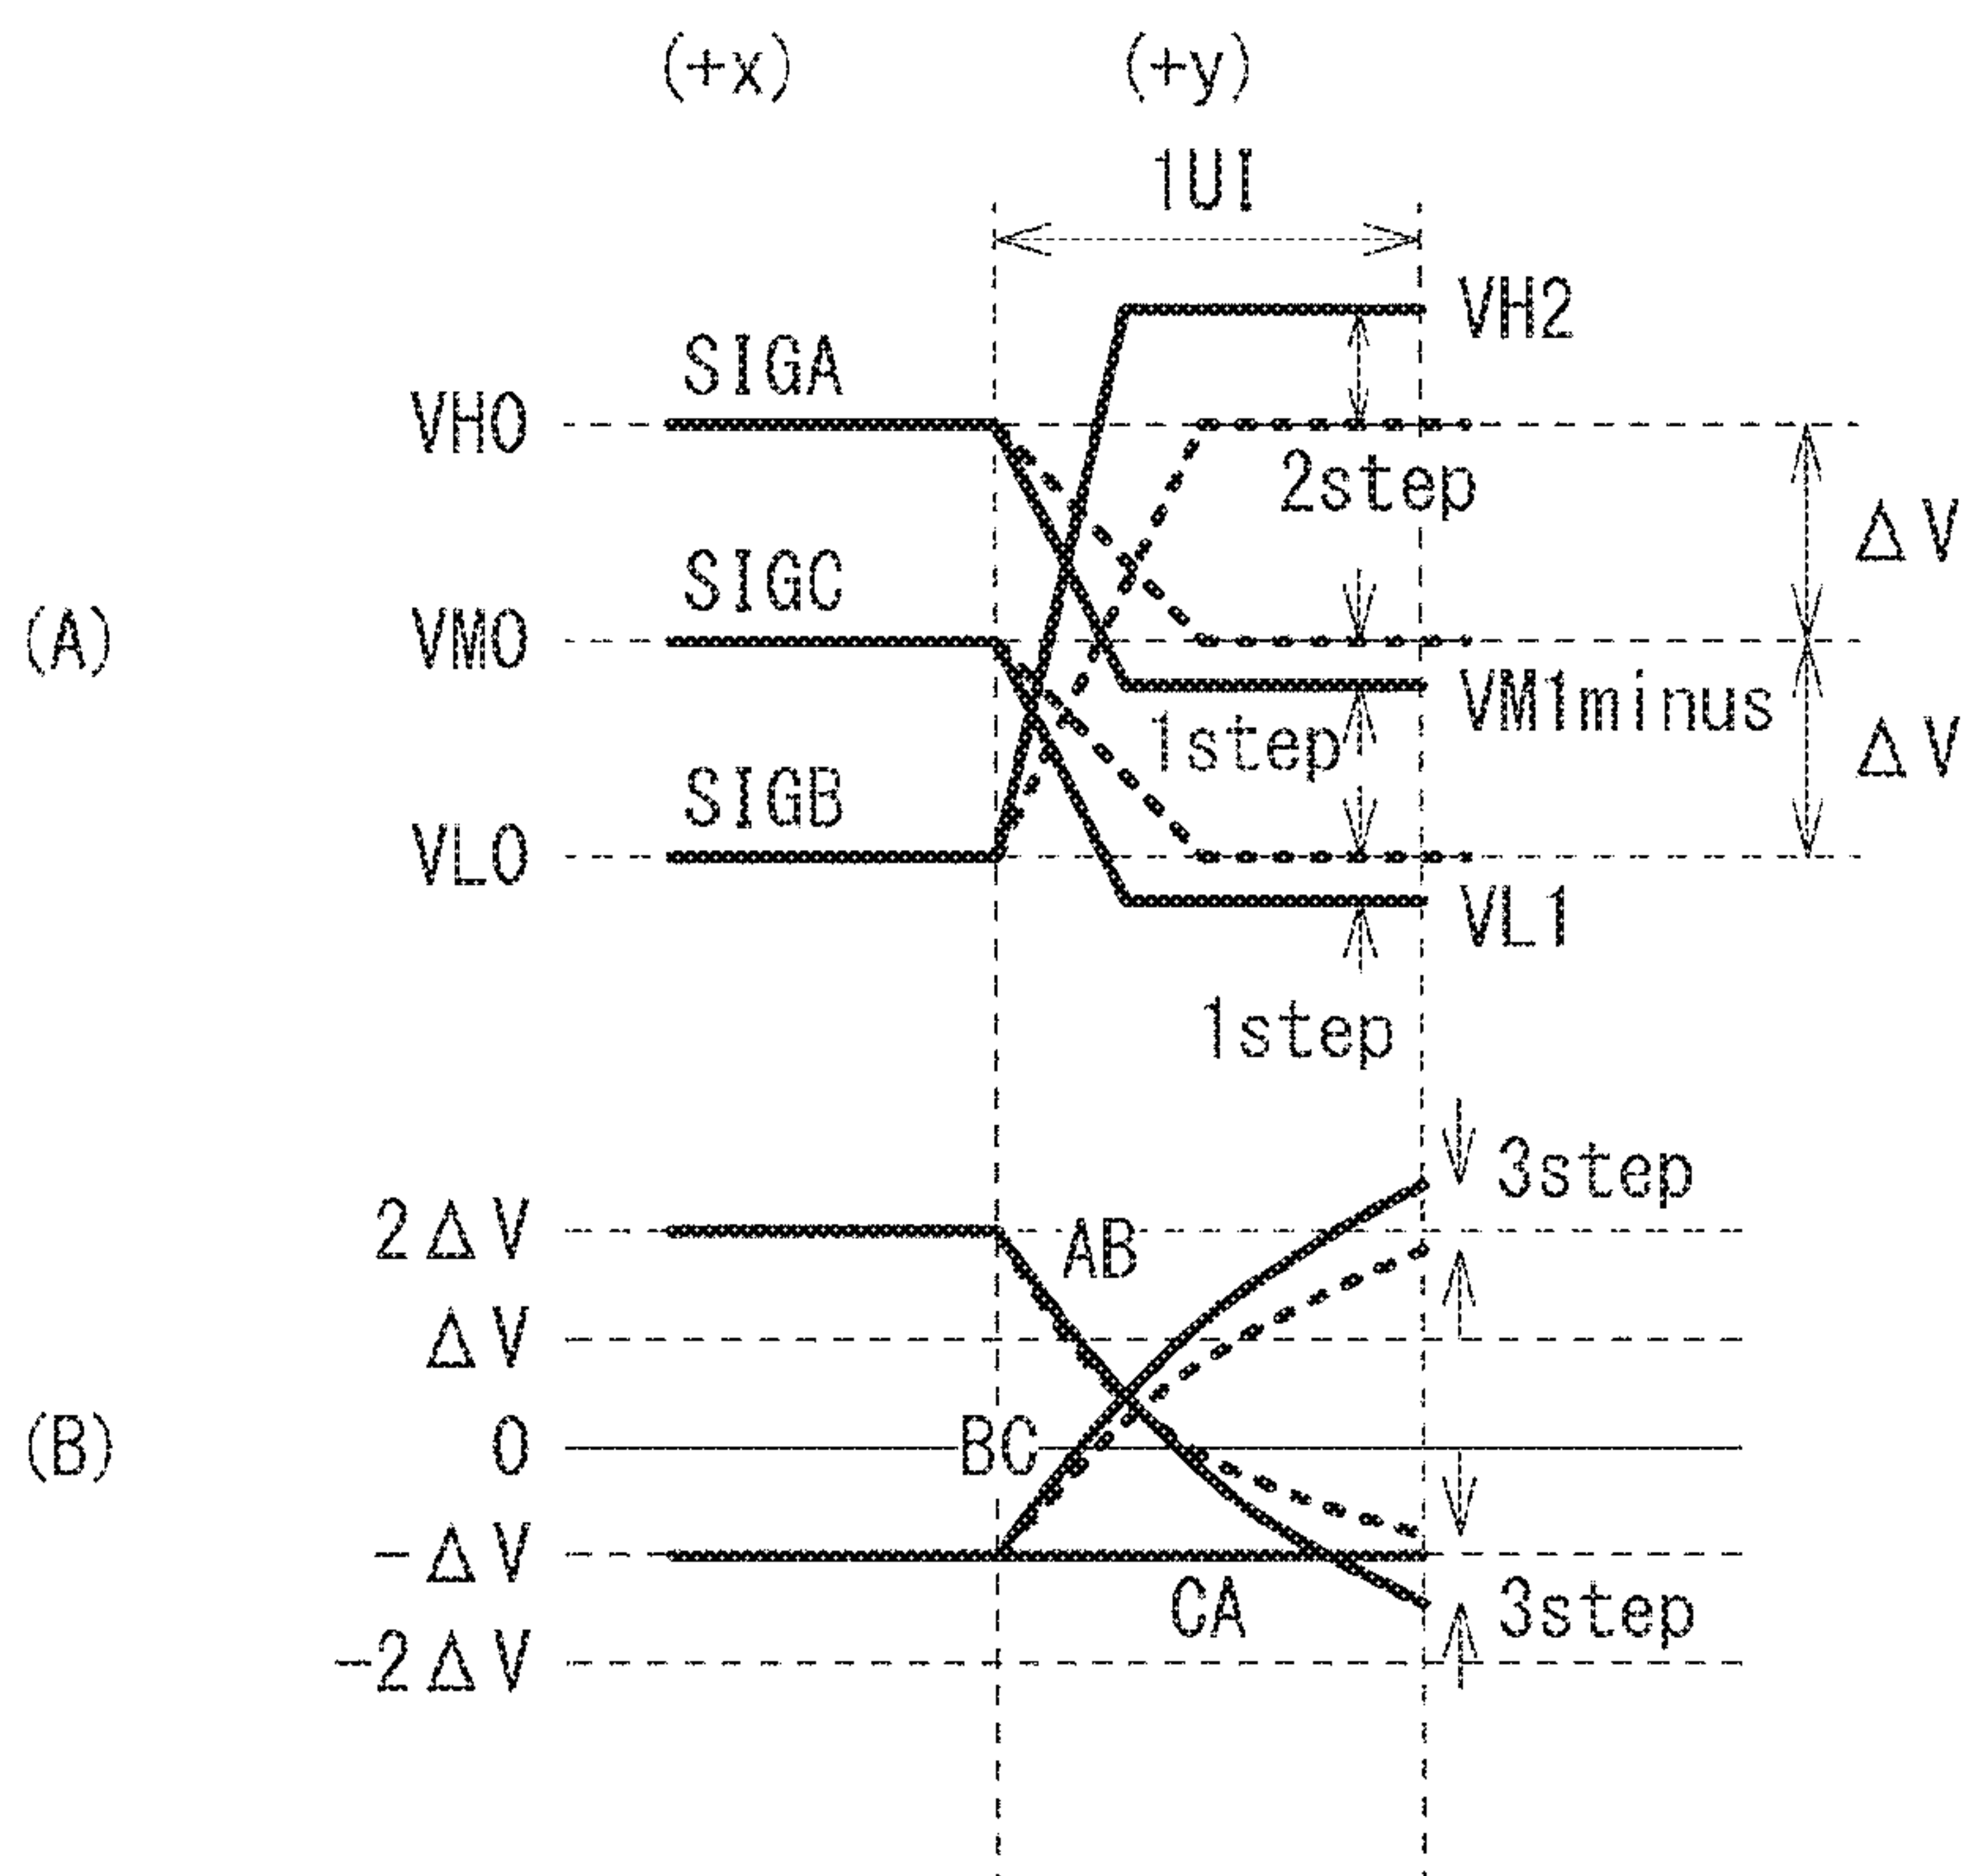 (+x) (+y)
1UI
VH2
SIGA
VH0
2step
ΔV
SIGC
(A) VM0
VM1minus
1step
ΔV
SIGB
VL0
VL1
1step
3step
2ΔV
AB
ΔV
(B) 0 BC
-ΔV
CA 3step
-2ΔV